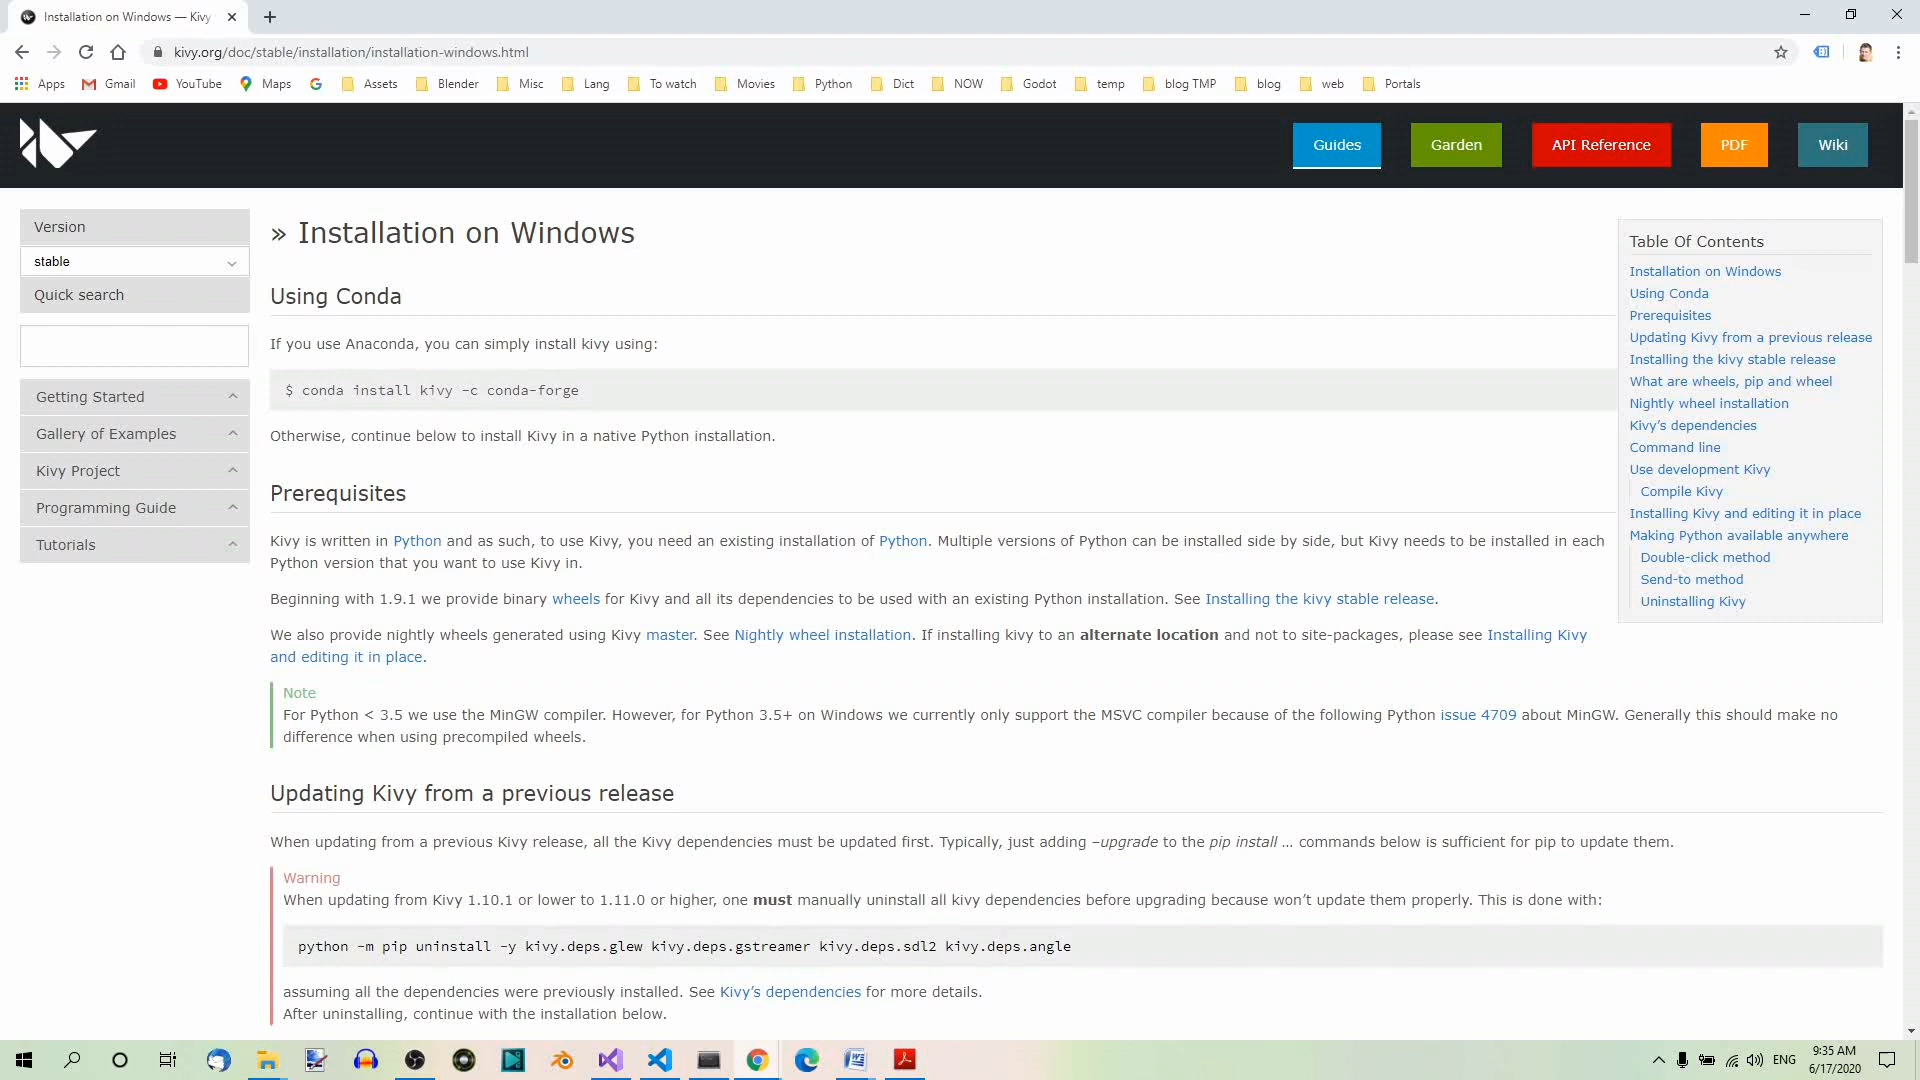 Installation on Windows — Kivy
kivy.org/doc/stable/installation/installation-windows.html
Apps Gmail YouTube Maps Assets Blender Misc Lang To watch Movies Python Dict NOW Godot temp blog TMP blog web Portals
Guides Garden API Reference PDF Wiki
Version
stable
Quick search
Getting Started
Gallery of Examples
Kivy Project
Programming Guide
Tutorials
» Installation on Windows
Using Conda
If you use Anaconda, you can simply install kivy using:
$ conda install kivy -c conda-forge
Otherwise, continue below to install Kivy in a native Python installation.
Prerequisites
Kivy is written in Python and as such, to use Kivy, you need an existing installation of Python. Multiple versions of Python can be installed side by side, but Kivy needs to be installed in each
Python version that you want to use Kivy in.
Beginning with 1.9.1 we provide binary wheels for Kivy and all its dependencies to be used with an existing Python installation. See Installing the kivy stable release.
We also provide nightly wheels generated using Kivy master. See Nightly wheel installation. If installing kivy to an alternate location and not to site-packages, please see Installing Kivy
and editing it in place.
Note
For Python < 3.5 we use the MinGW compiler. However, for Python 3.5+ on Windows we currently only support the MSVC compiler because of the following Python issue 4709 about MinGW. Generally this should make no
difference when using precompiled wheels.
Updating Kivy from a previous release
When updating from a previous Kivy release, all the Kivy dependencies must be updated first. Typically, just adding –upgrade to the pip install … commands below is sufficient for pip to update them.
Warning
When updating from Kivy 1.10.1 or lower to 1.11.0 or higher, one must manually uninstall all kivy dependencies before upgrading because won’t update them properly. This is done with:
python -m pip uninstall -y kivy.deps.glew kivy.deps.gstreamer kivy.deps.sdl2 kivy.deps.angle
assuming all the dependencies were previously installed. See Kivy’s dependencies for more details.
After uninstalling, continue with the installation below.
Table Of Contents
Installation on Windows
Using Conda
Prerequisites
Updating Kivy from a previous release
Installing the kivy stable release
What are wheels, pip and wheel
Nightly wheel installation
Kivy’s dependencies
Command line
Use development Kivy
Compile Kivy
Installing Kivy and editing it in place
Making Python available anywhere
Double-click method
Send-to method
Uninstalling Kivy
ENG
9:35 AM
6/17/2020